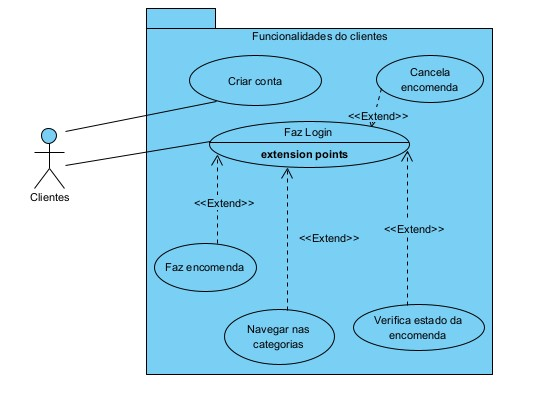 Funcionalidades do clientes
Criar conta
Cancela
encomenda
<<Extend>>
Faz Login
extension points
Clientes
<<Extend>>
<<Extend>>
<<Extend>>
Faz encomenda
Navegar nas
categorias
Verifica estado da
encomenda